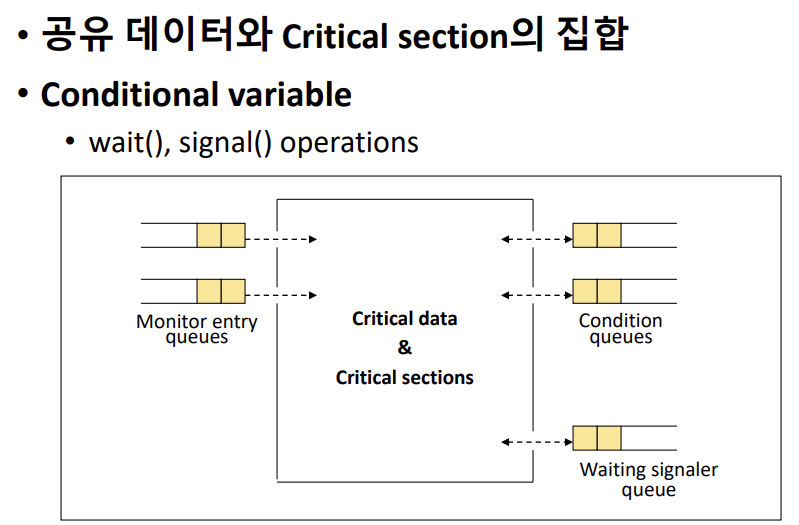 • 공유 데이터와 Critical section의 집합
• Conditional variable
• wait(), signal() operations
Monitor entry
queues
Critical data
&
Critical sections
Condition
queues
Waiting signaler
queue